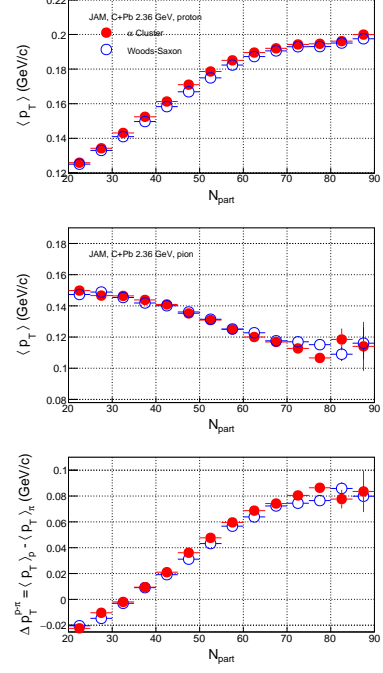 0.22
JAM, C+Pb 2.36 GeV, proton
α Cluster
Woods-Saxon
0.2
0.18
0.16
0.14
0.12
⟨ p_T ⟩ (GeV/c)
20 30 40 50 60 70 80 90
N_part
JAM, C+Pb 2.36 GeV, pion
0.18
0.16
0.14
0.12
0.1
0.08
⟨ p_T ⟩ (GeV/c)
20 30 40 50 60 70 80 90
N_part
0.1
0.08
0.06
0.04
0.02
0
−0.02
Δ p_T^{p-π} = ⟨ p_T ⟩_p - ⟨ p_T ⟩_π (GeV/c)
20 30 40 50 60 70 80 90
N_part